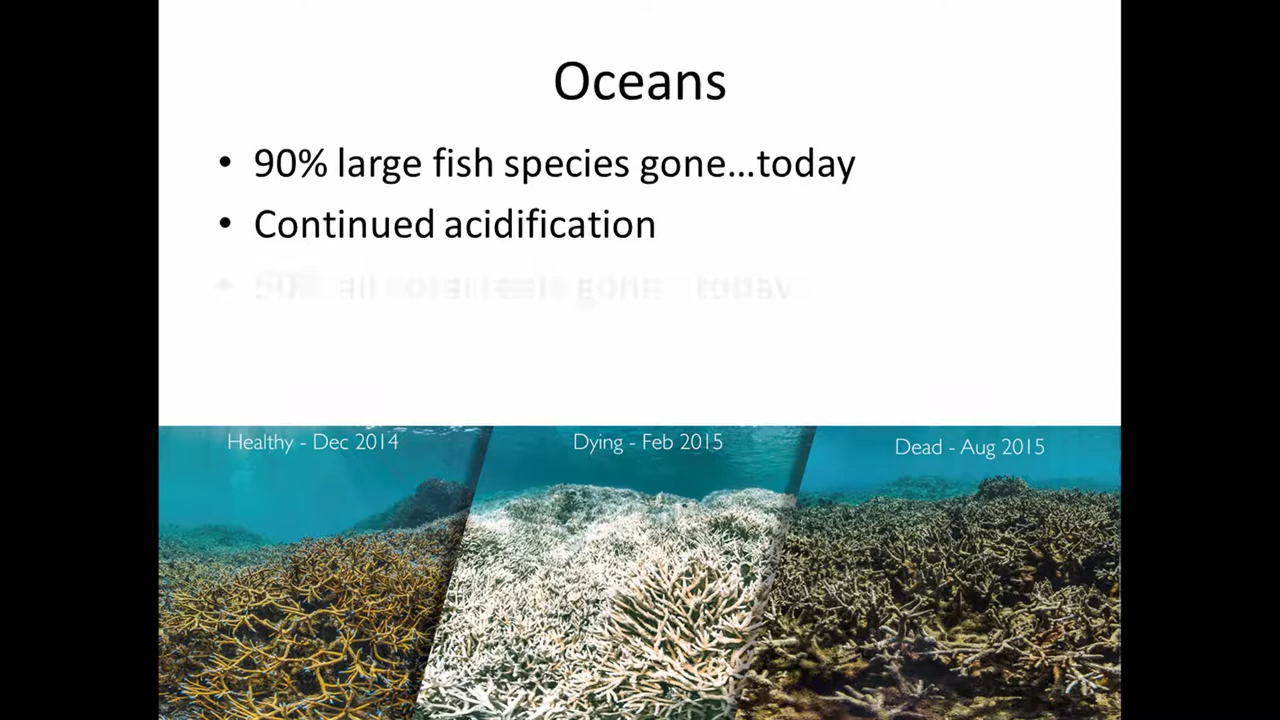 Oceans
• 90% large fish species gone...today
• Continued acidification
Healthy - Dec 2014
Dying - Feb 2015
Dead - Aug 2015